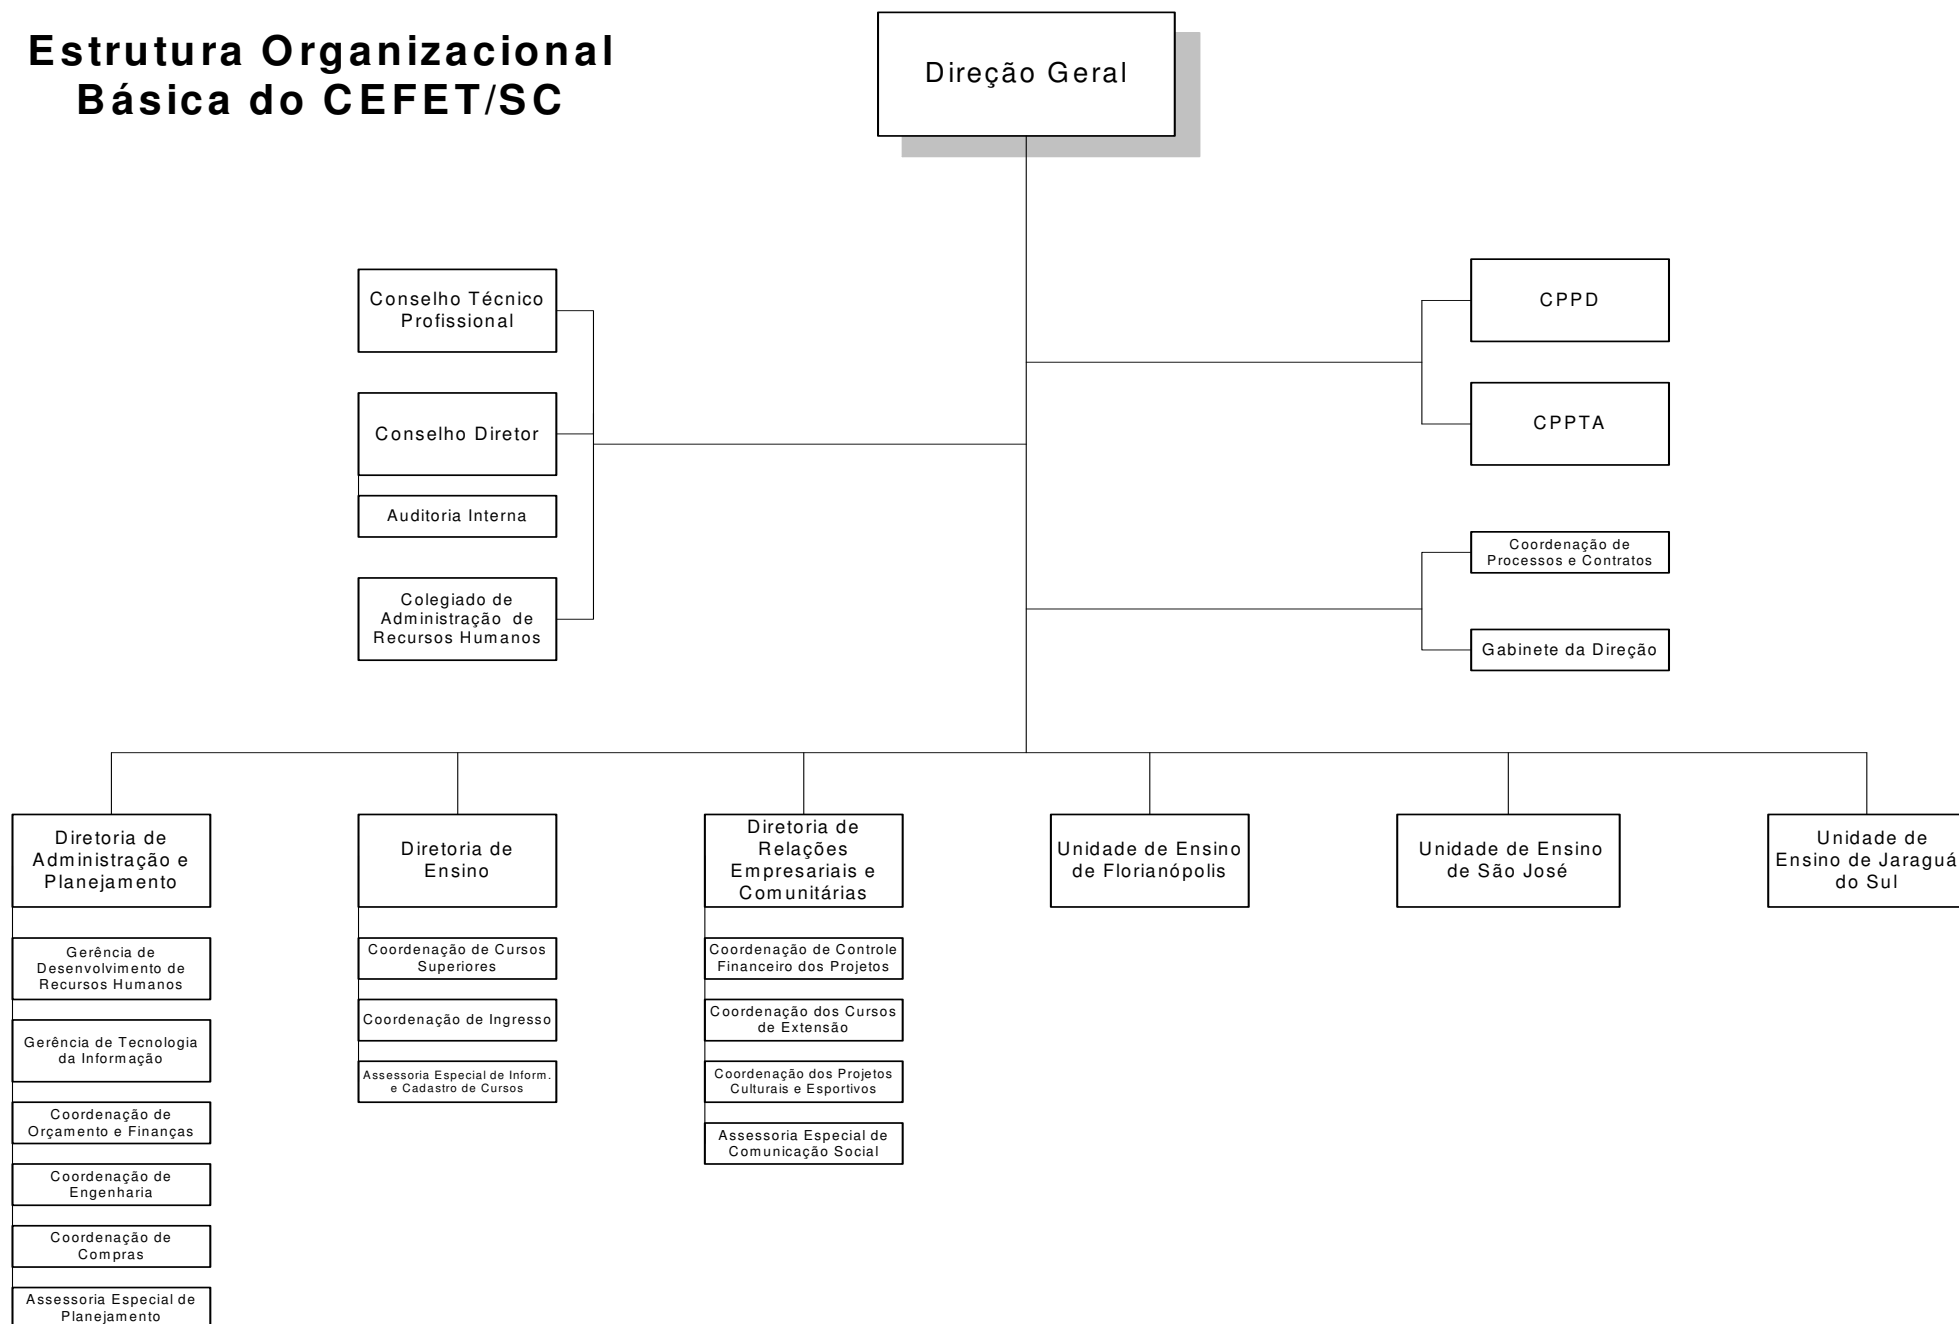 Estrutura Organizacional
Básica do CEFET/SC
Direção Geral
Conselho Técnico
Profissional
Conselho Diretor
Auditoria Interna
Colegiado de
Administração de
Recursos Humanos
CPPD
CPPTA
Coordenação de
Processos e Contratos
Gabinete da Direção
Diretoria de
Administração e
Planejamento
Gerência de
Desenvolvimento de
Recursos Humanos
Gerência de Tecnologia
da Informação
Coordenação de
Orçamento e Finanças
Coordenação de
Engenharia
Coordenação de
Compras
Assessoria Especial de
Planejamento
Diretoria de
Ensino
Coordenação de Cursos
Superiores
Coordenação de Ingresso
Assessoria Especial de Inform.
e Cadastro de Cursos
Diretoria de
Relações
Empresariais e
Comunitárias
Coordenação de Controle
Financeiro dos Projetos
Coordenação dos Cursos
de Extensão
Coordenação dos Projetos
Culturais e Esportivos
Assessoria Especial de
Comunicação Social
Unidade de Ensino
de Florianópolis
Unidade de Ensino
de São José
Unidade de
Ensino de Jaraguá
do Sul